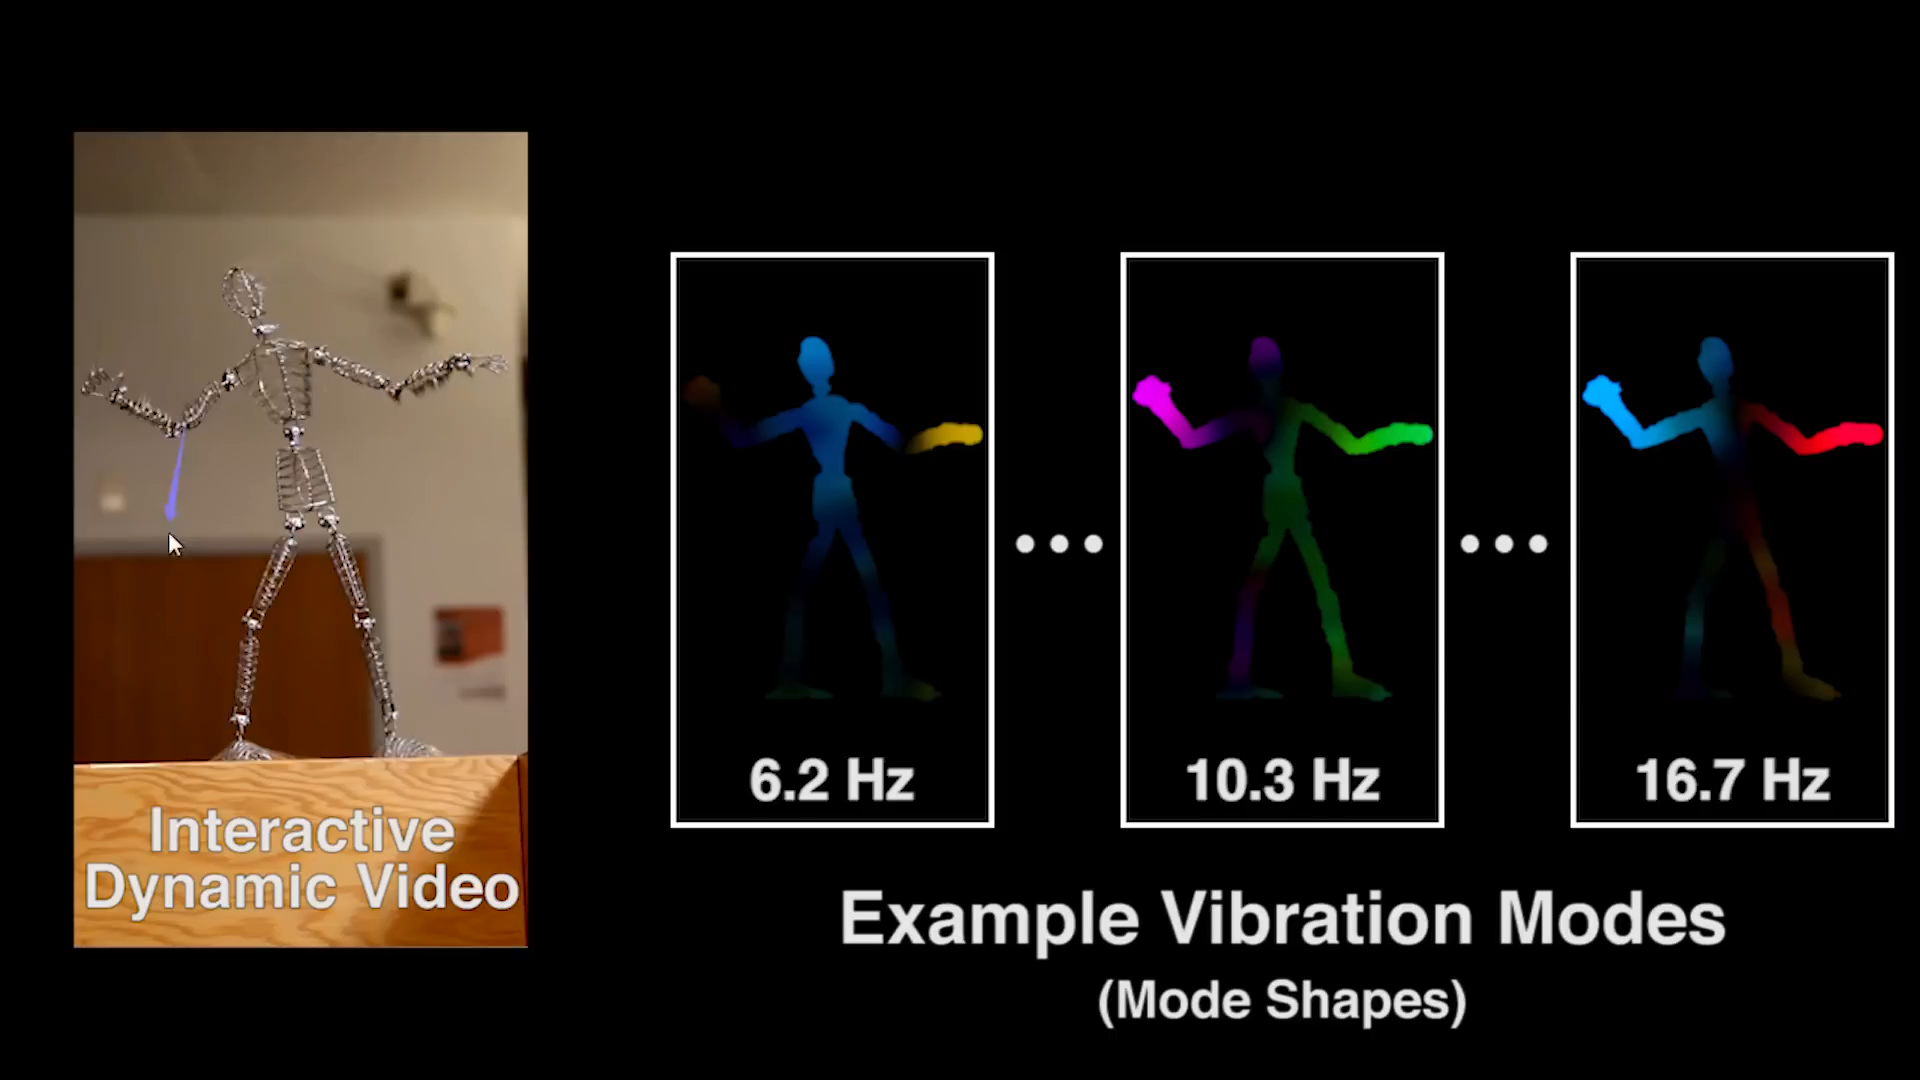 Interactive
Dynamic Video
6.2 Hz
10.3 Hz
16.7 Hz
Example Vibration Modes
(Mode Shapes)